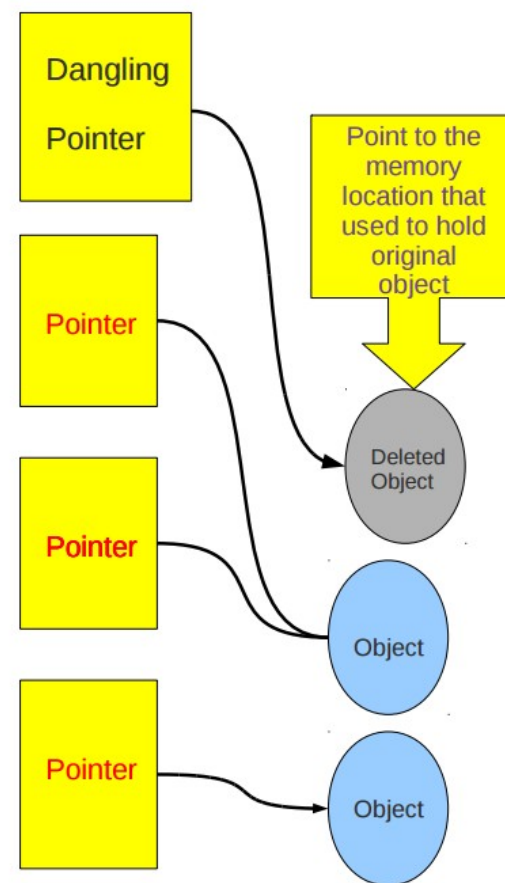 Dangling
Pointer
Point to the
memory
location that
used to hold
original
object
Pointer
Deleted
Object
Pointer
Object
Pointer
Object